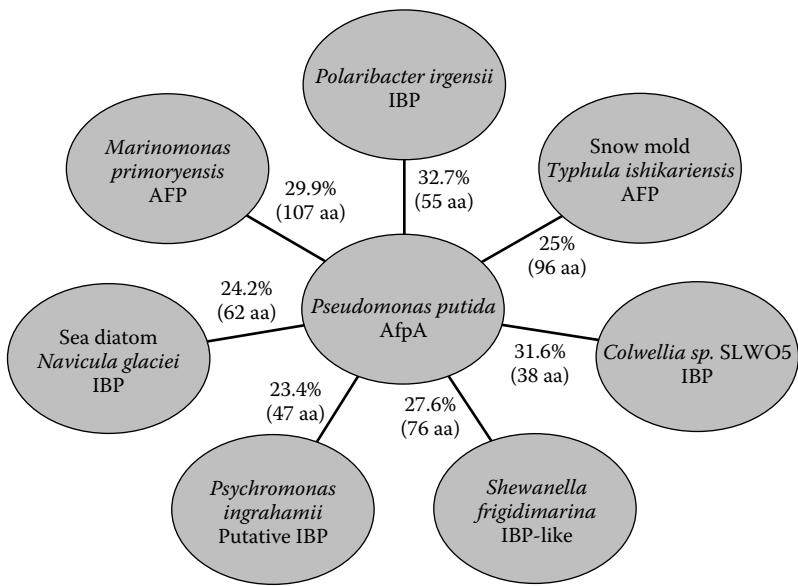 Polaribacter irgensii
IBP
Marinomonas
primoryensis
AFP
Snow mold
Typhula ishikariensis
AFP
29.9%
(107 aa)
32.7%
(55 aa)
25%
(96 aa)
Pseudomonas putida
AfpA
24.2%
(62 aa)
Sea diatom
Navicula glaciei
IBP
31.6%
(38 aa)
Colwellia sp. SLWO5
IBP
23.4%
(47 aa)
27.6%
(76 aa)
Psychromonas
ingrahamii
Putative IBP
Shewanella
frigidimarina
IBP-like